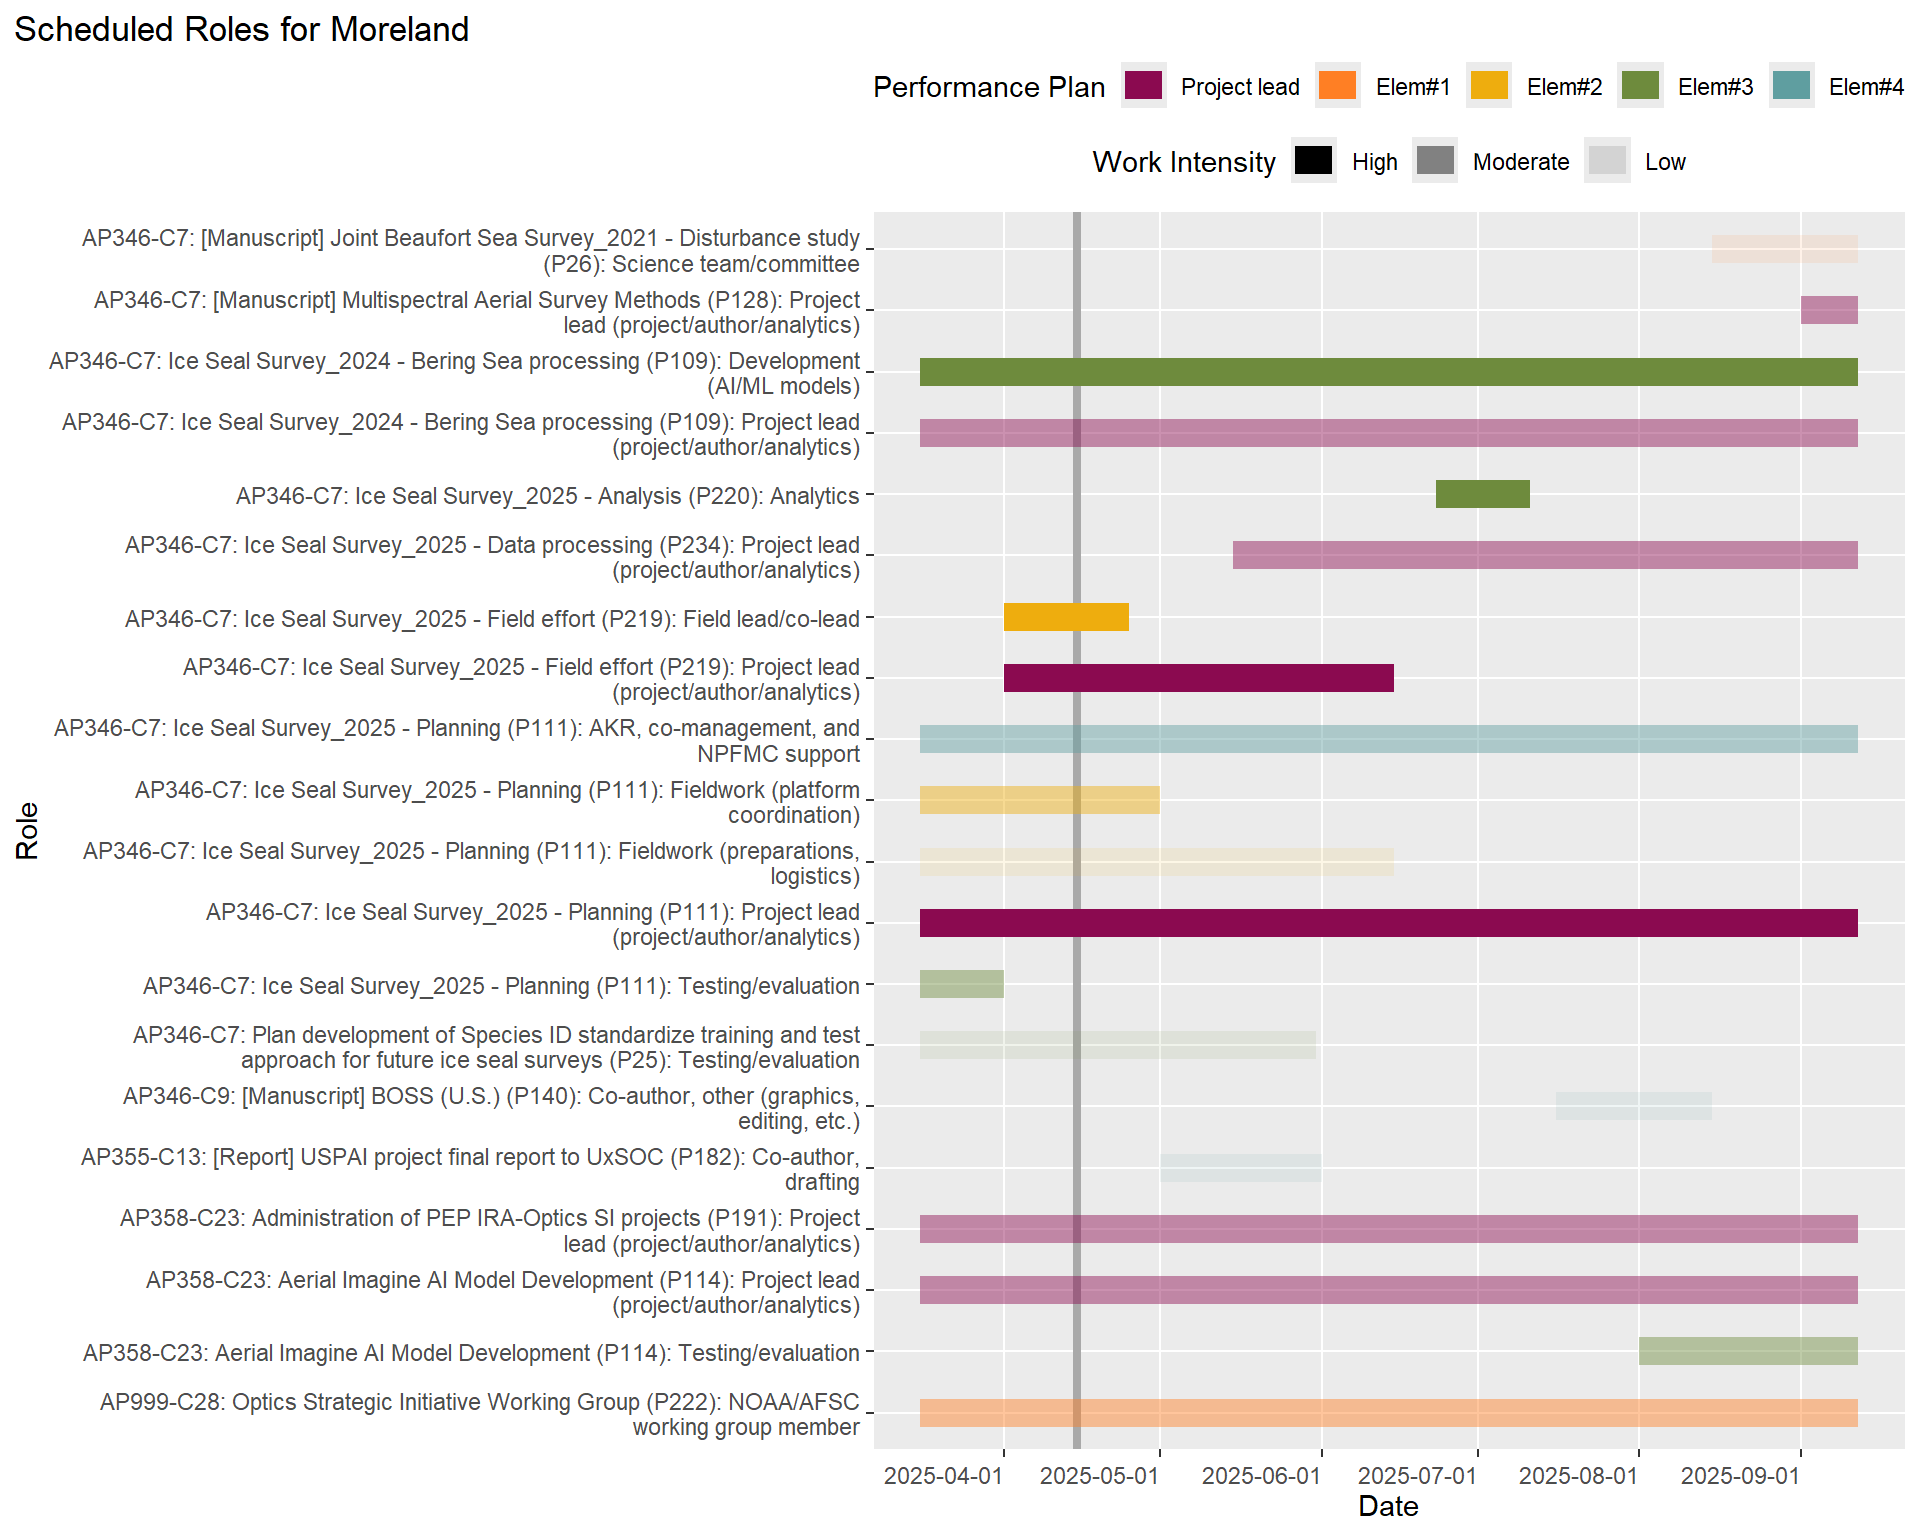 Scheduled Roles for Moreland
Performance Plan Project lead Elem#1 Elem#2 Elem#3 Elem#4
Work Intensity High Moderate Low
AP346-C7: [Manuscript] Joint Beaufort Sea Survey_2021 - Disturbance study
(P26): Science team/committee
AP346-C7: [Manuscript] Multispectral Aerial Survey Methods (P128): Project
lead (project/author/analytics)
AP346-C7: Ice Seal Survey_2024 - Bering Sea processing (P109): Development
(AI/ML models)
AP346-C7: Ice Seal Survey_2024 - Bering Sea processing (P109): Project lead
(project/author/analytics)
AP346-C7: Ice Seal Survey_2025 - Analysis (P220): Analytics
AP346-C7: Ice Seal Survey_2025 - Data processing (P234): Project lead
(project/author/analytics)
AP346-C7: Ice Seal Survey_2025 - Field effort (P219): Field lead/co-lead
AP346-C7: Ice Seal Survey_2025 - Field effort (P219): Project lead
(project/author/analytics)
AP346-C7: Ice Seal Survey_2025 - Planning (P111): AKR, co-management, and
NPFMC support
AP346-C7: Ice Seal Survey_2025 - Planning (P111): Fieldwork (platform
coordination)
AP346-C7: Ice Seal Survey_2025 - Planning (P111): Fieldwork (preparations,
logistics)
AP346-C7: Ice Seal Survey_2025 - Planning (P111): Project lead
(project/author/analytics)
AP346-C7: Ice Seal Survey_2025 - Planning (P111): Testing/evaluation
AP346-C7: Plan development of Species ID standardize training and test
approach for future ice seal surveys (P25): Testing/evaluation
AP346-C9: [Manuscript] BOSS (U.S.) (P140): Co-author, other (graphics,
editing, etc.)
AP355-C13: [Report] USPAI project final report to UxSOC (P182): Co-author,
drafting
AP358-C23: Administration of PEP IRA-Optics SI projects (P191): Project
lead (project/author/analytics)
AP358-C23: Aerial Imagine AI Model Development (P114): Project lead
(project/author/analytics)
AP358-C23: Aerial Imagine AI Model Development (P114): Testing/evaluation
AP999-C28: Optics Strategic Initiative Working Group (P222): NOAA/AFSC
working group member
Role
2025-04-01 2025-05-01 2025-06-01 2025-07-01 2025-08-01 2025-09-01
Date